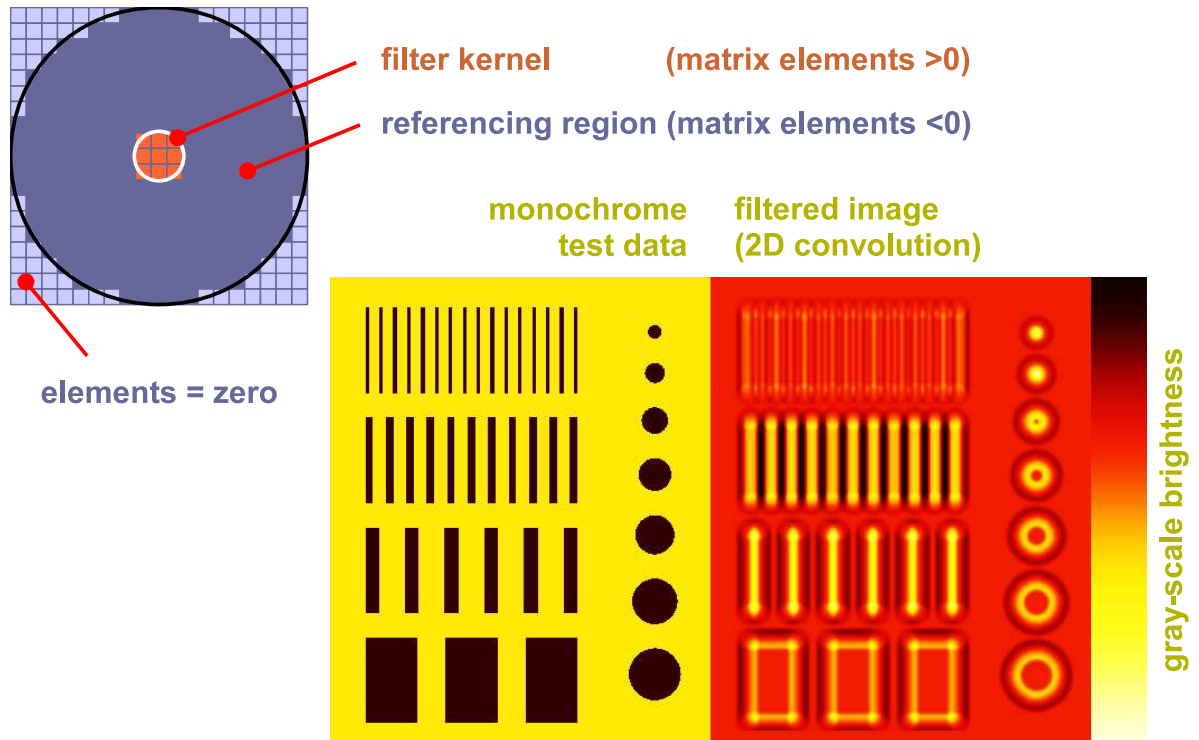 filter kernel (matrix elements >0)
referencing region (matrix elements <0)
monochrome
test data
filtered image
(2D convolution)
elements = zero
gray-scale brightness